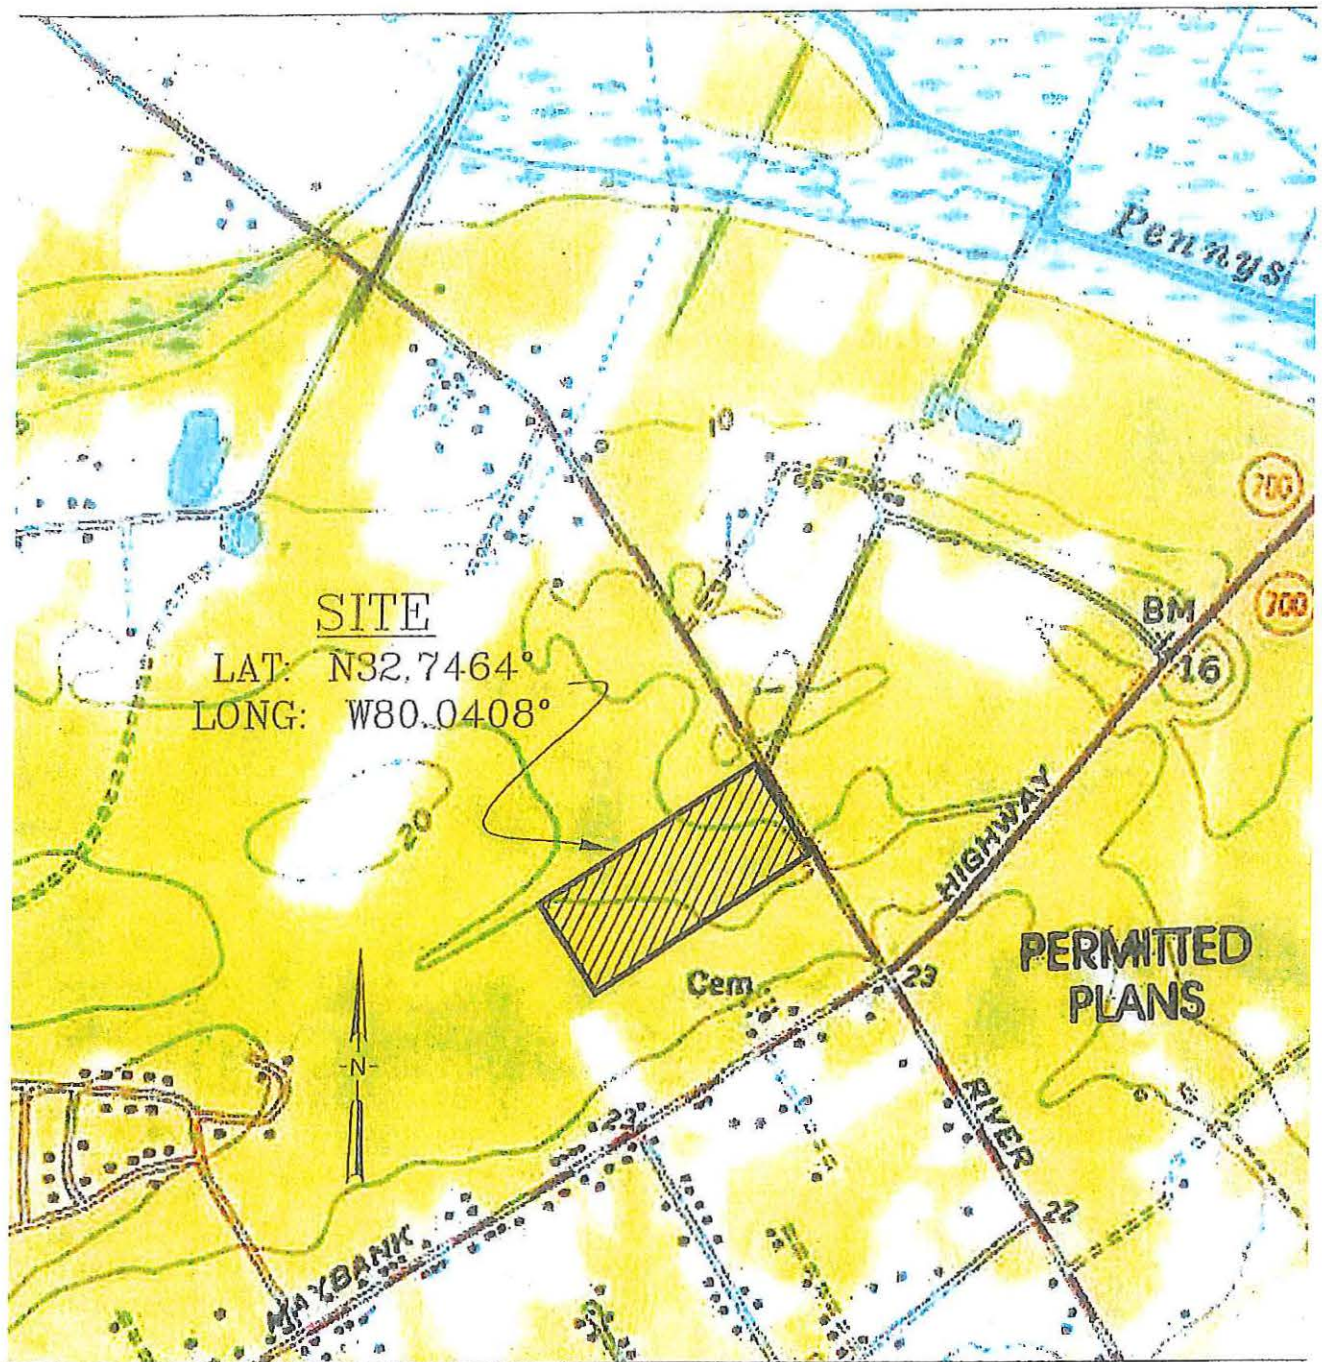 Pennys
10
700
700
SITE
LAT: N32.7464°
LONG: W80.0408°
BM
16
20
HIGHWAY
PERMITTED
PLANS
Cem
23
-N-
RIVER
22
MAYBANK